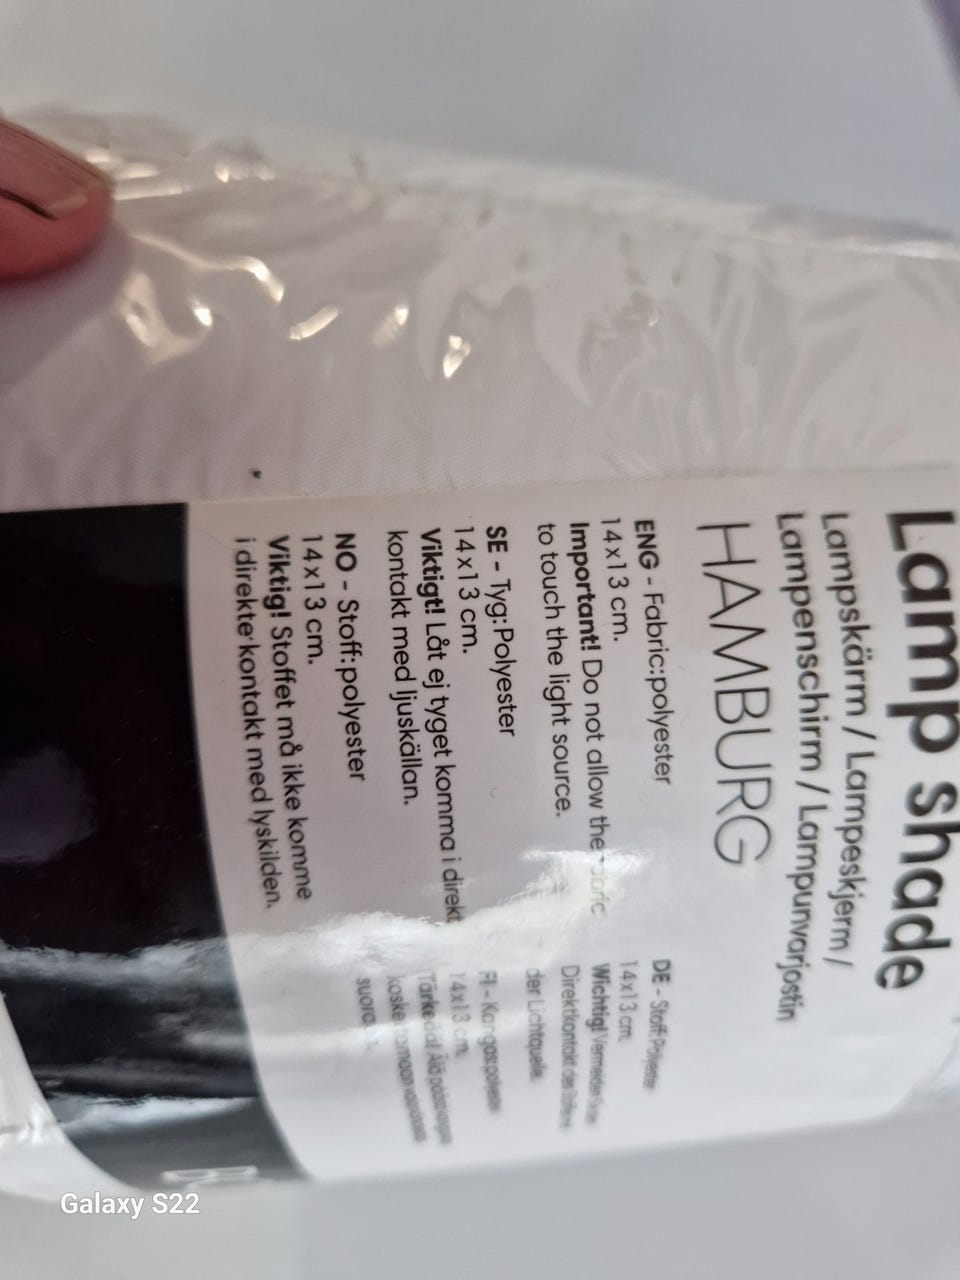 Lamp shade
Lampskärm / Lampeskjerm /
Lampenschirm / Lampunvarjostin
HAMBURG
ENG - Fabric:polyester
14x13 cm.
Important! Do not allow the
to touch the light source.
SE - Tyg:Polyester
14x13 cm.
Viktigt! Låt ej tyget komma i direkt
kontakt med ljuskällan.
NO - Stoff:polyester
14x13 cm.
Viktig! Stoffet må ikke komme
i direkte kontakt med lyskilden.
DE - Stoff:Polyester
14x13 cm.
Wichtig!
Direktkontakt
der Lichtquelle
FI - Kangas:polyesteri
14x13 cm.
Galaxy S22